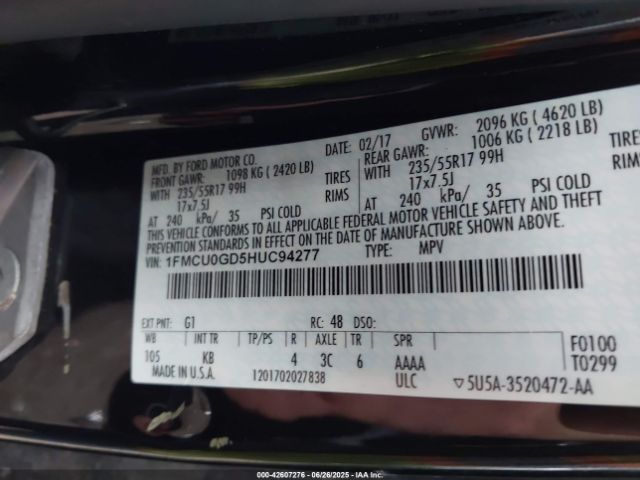 MFD. BY FORD MOTOR CO. DATE: 02/17 GVWR: 2096 KG ( 4620 LB)
FRONT GAWR: 1098 KG ( 2420 LB) REAR GAWR: 1006 KG ( 2218 LB)
WITH 235/55R17 99H TIRES WITH 235/55R17 99H TIRES
17x7.5J RIMS 17x7.5J RIMS
AT 240 kPa/ 35 PSI COLD AT 240 kPa/ 35 PSI COLD
THIS VEHICLE CONFORMS TO ALL APPLICABLE FEDERAL MOTOR VEHICLE SAFETY AND THEFT
PREVENTION STANDARDS IN EFFECT ON THE DATE OF MANUFACTURE SHOWN ABOVE.
VIN: 1FMCU0GD5HUC94277 TYPE: MPV
EXT PNT: G1 RC: 48 DSO:
WB INT TR TP/PS R AXLE TR SPR F0100
105 KB 4 3C 6 AAAA T0299
MADE IN U.S.A. 1201702027838 ULC ▽5U5A-3520472-AA
000-42607276 - 06/26/2025 - IAAI.COM